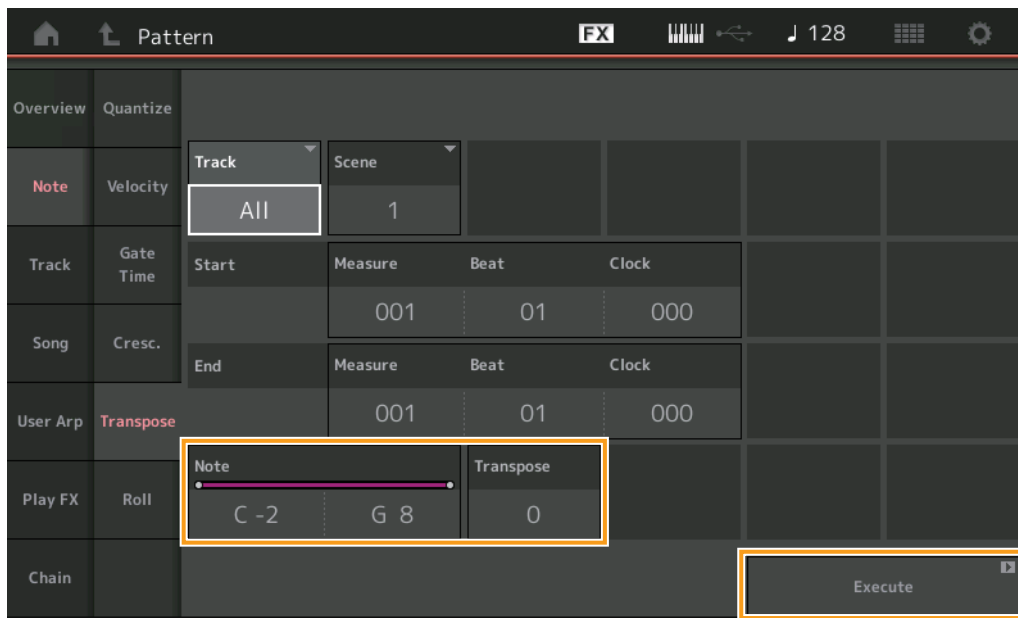 Pattern FX ♩ 128
Overview Quantize
Track Scene
Note Velocity
All 1
Track Gate Time Start Measure Beat Clock
001 01 000
Song Cresc.
End Measure Beat Clock
User Arp Transpose 001 01 000
Note Transpose
Play FX Roll
C -2 G 8 0
Chain Execute